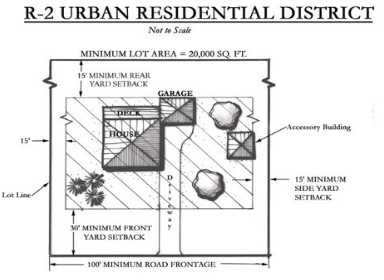 R-2 URBAN RESIDENTIAL DISTRICT
Not to Scale
MINIMUM LOT AREA = 20,000 SQ. FT.
15' MINIMUM REAR
YARD SETBACK
GARAGE
DECK
HOUSE
Accessory Building
15'
15' MINIMUM
SIDE YARD
SETBACK
Lot Line
Driveway
30' MINIMUM FRONT
YARD SETBACK
100' MINIMUM ROAD FRONTAGE